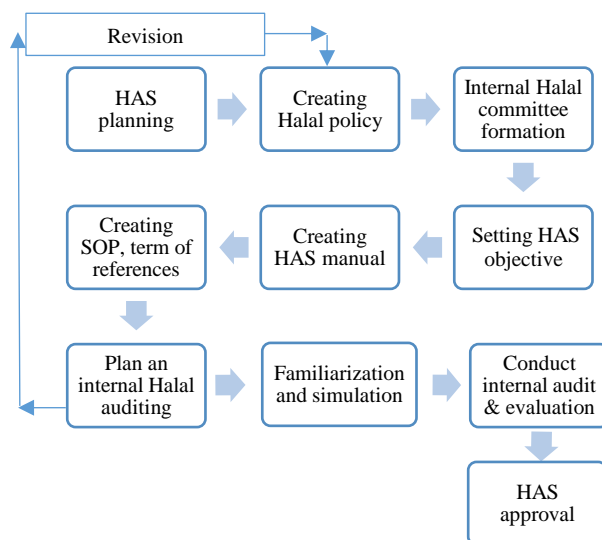 Revision
HAS
planning
Creating
Halal policy
Internal Halal
committee
formation
Creating
SOP, term of
references
Creating
HAS manual
Setting HAS
objective
Plan an
internal Halal
auditing
Familiarization
and simulation
Conduct
internal audit
& evaluation
HAS
approval